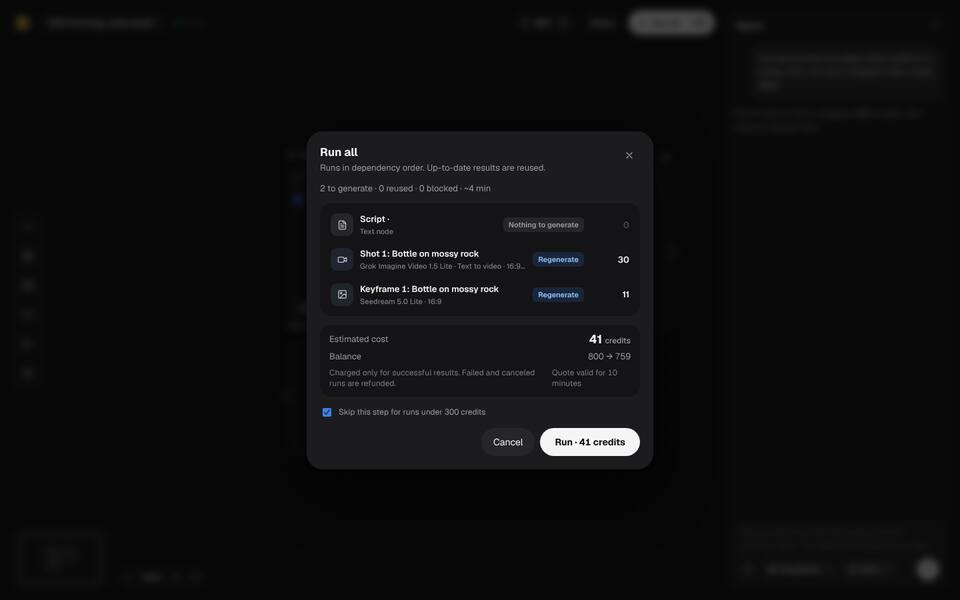 Run all
Runs in dependency order. Up-to-date results are reused.
2 to generate · 0 reused · 0 blocked · ~4 min
Script ·
Text node
Nothing to generate
0
Shot 1: Bottle on mossy rock
Grok Imagine Video 1.5 Lite · Text to video · 16:9...
Regenerate
30
Keyframe 1: Bottle on mossy rock
Seedream 5.0 Lite · 16:9
Regenerate
11
Estimated cost
41 credits
Balance
800 → 759
Charged only for successful results. Failed and canceled
runs are refunded.
Quote valid for 10
minutes
Skip this step for runs under 300 credits
Cancel
Run · 41 credits